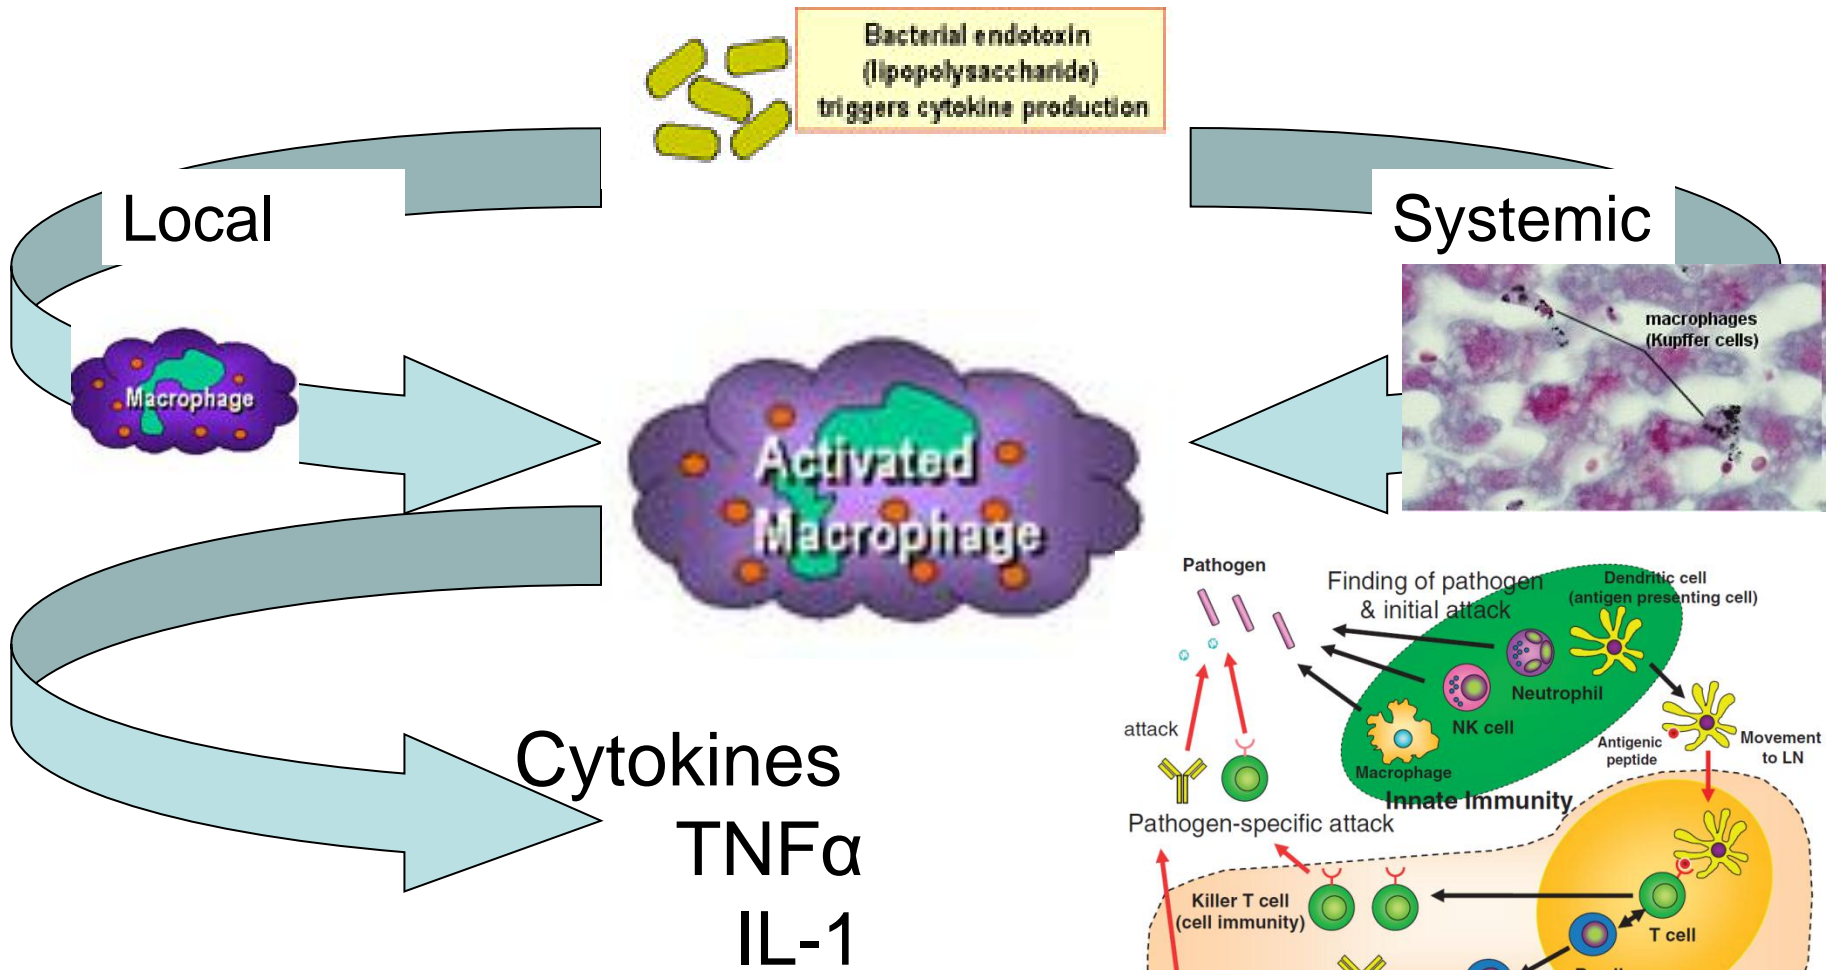 Bacterial endotoxin
(lipopolysaccharide)
triggers cytokine production
Local
Systemic
macrophages
(Kupffer cells)
Macrophage
Activated
Macrophage
Pathogen
Finding of pathogen
& initial attack
Dendritic cell
(antigen presenting cell)
Neutrophil
NK cell
Macrophage
Innate Immunity
Antigenic
peptide
Movement
to LN
attack
Pathogen-specific attack
Killer T cell
(cell immunity)
T cell
Cytokines
TNFα
IL-1